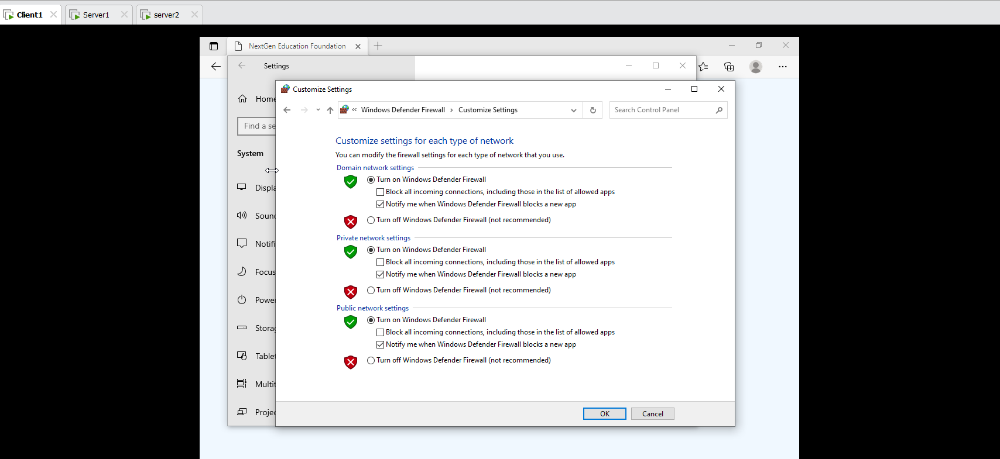 Client1
Server1
server2
NextGen Education Foundation
Settings
Customize Settings
Home
« Windows Defender Firewall › Customize Settings
Search Control Panel
Find a se
System
Customize settings for each type of network
You can modify the firewall settings for each type of network that you use.
Domain network settings
Turn on Windows Defender Firewall
Block all incoming connections, including those in the list of allowed apps
Notify me when Windows Defender Firewall blocks a new app
Turn off Windows Defender Firewall (not recommended)
Private network settings
Turn on Windows Defender Firewall
Block all incoming connections, including those in the list of allowed apps
Notify me when Windows Defender Firewall blocks a new app
Turn off Windows Defender Firewall (not recommended)
Public network settings
Turn on Windows Defender Firewall
Block all incoming connections, including those in the list of allowed apps
Notify me when Windows Defender Firewall blocks a new app
Turn off Windows Defender Firewall (not recommended)
Displa
Soun
Notifi
Focus
Power
Storag
Tablet
Multit
Projec
OK
Cancel